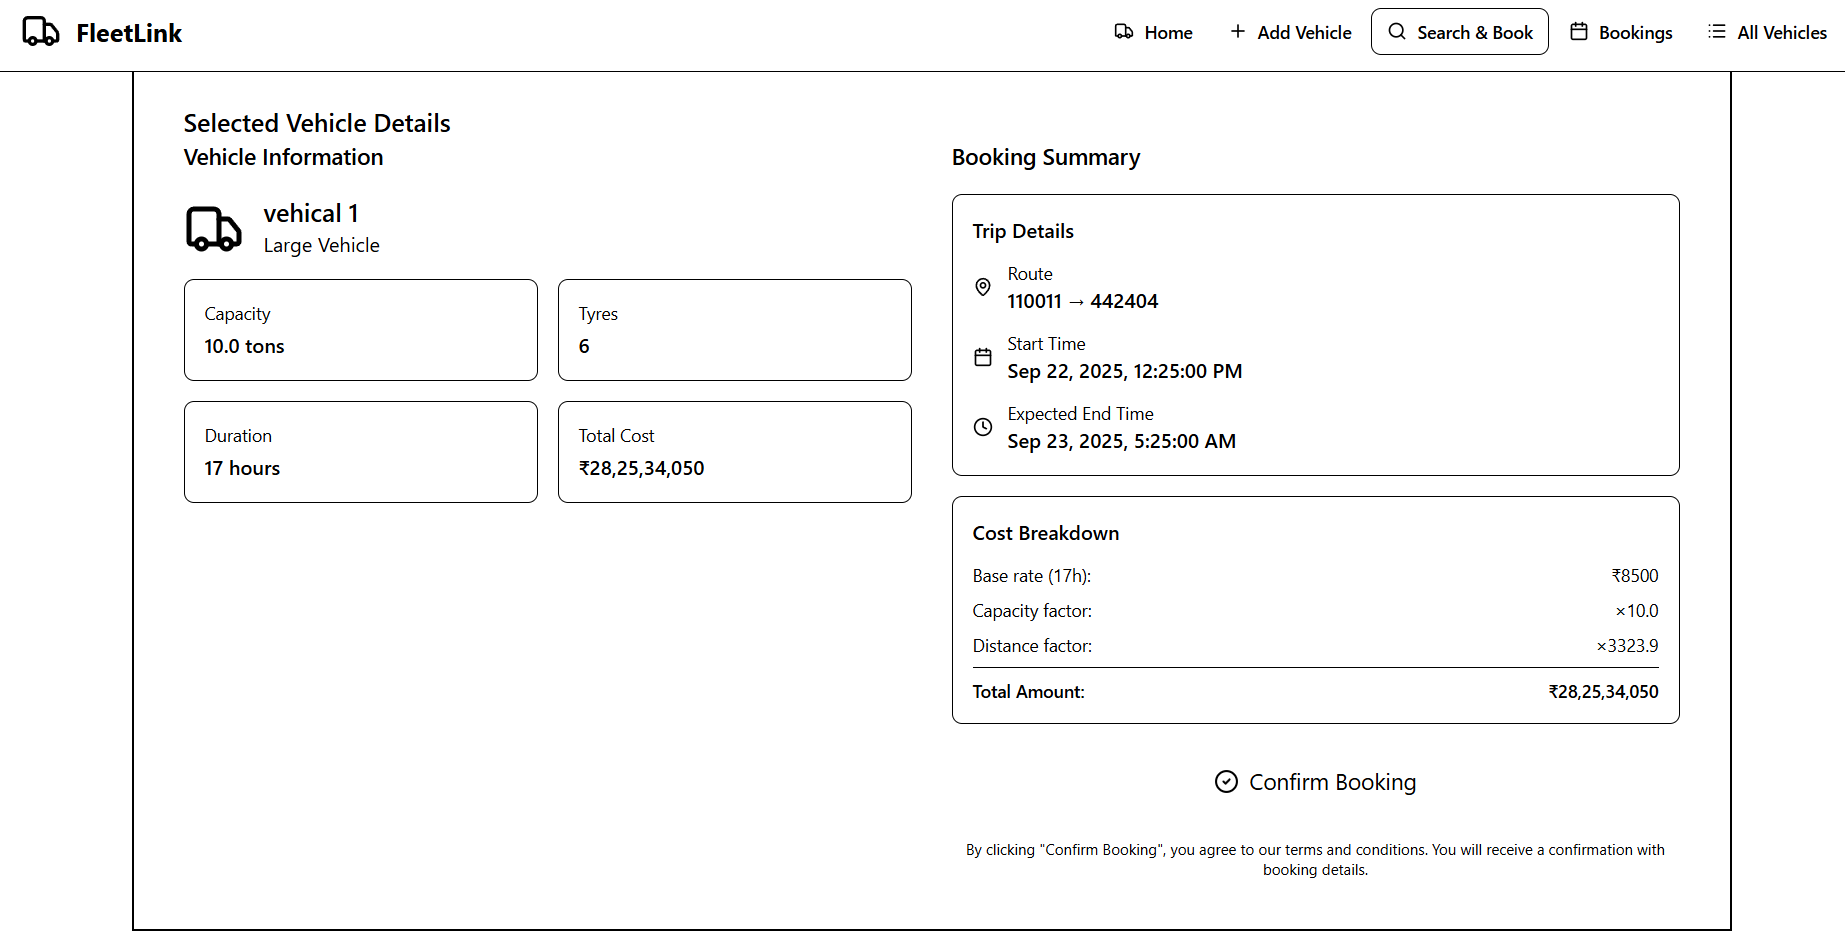 FleetLink
Home
Add Vehicle
Search & Book
Bookings
All Vehicles
Selected Vehicle Details
Vehicle Information
vehical 1
Large Vehicle
Capacity
10.0 tons
Tyres
6
Duration
17 hours
Total Cost
₹28,25,34,050
Booking Summary
Trip Details
Route
110011 → 442404
Start Time
Sep 22, 2025, 12:25:00 PM
Expected End Time
Sep 23, 2025, 5:25:00 AM
Cost Breakdown
Base rate (17h): ₹8500
Capacity factor: ×10.0
Distance factor: ×3323.9
Total Amount: ₹28,25,34,050
Confirm Booking
By clicking "Confirm Booking", you agree to our terms and conditions. You will receive a confirmation with
booking details.